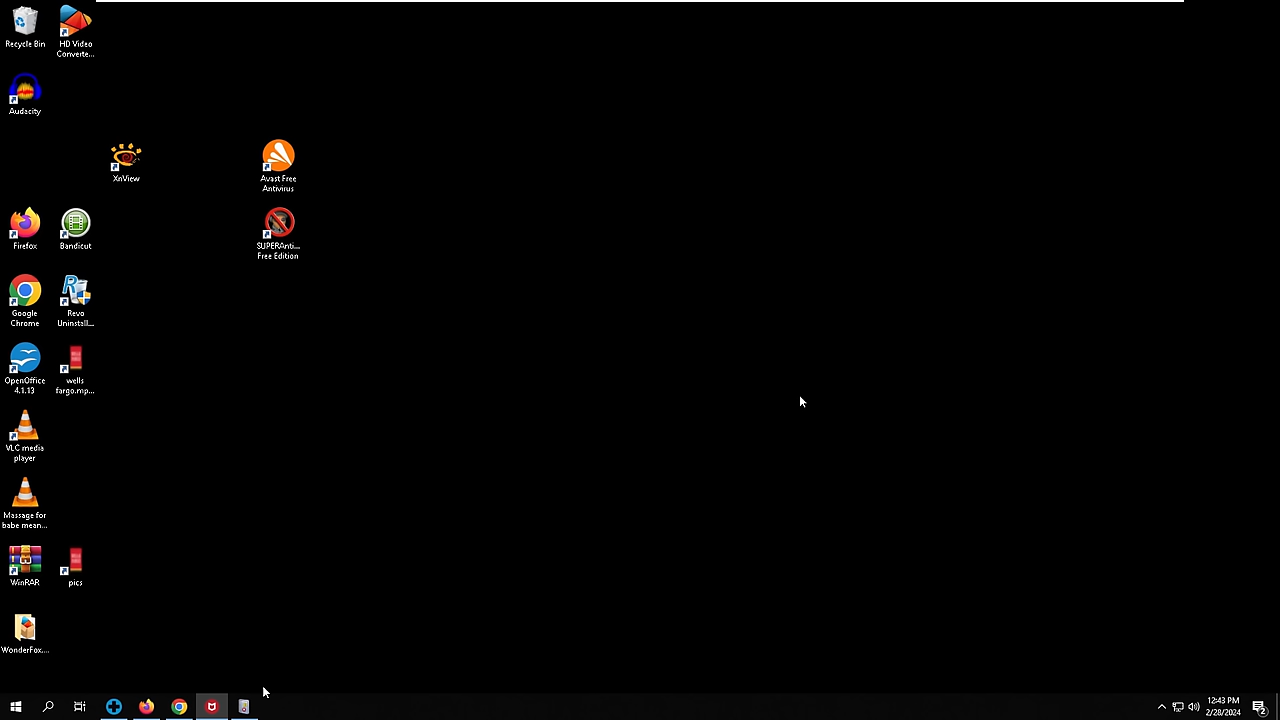 Recycle Bin
HD Video
Converte...
Audacity
XnView
Avast Free
Antivirus
Firefox
Bandicut
SUPERAnti...
Free Edition
Google
Chrome
Revo
Uninstall...
OpenOffice
4.1.13
wells
fargo.mp...
VLC media
player
Massage for
babe mean...
WinRAR
pics
WonderFox....
12:43 PM
2/28/2024
2